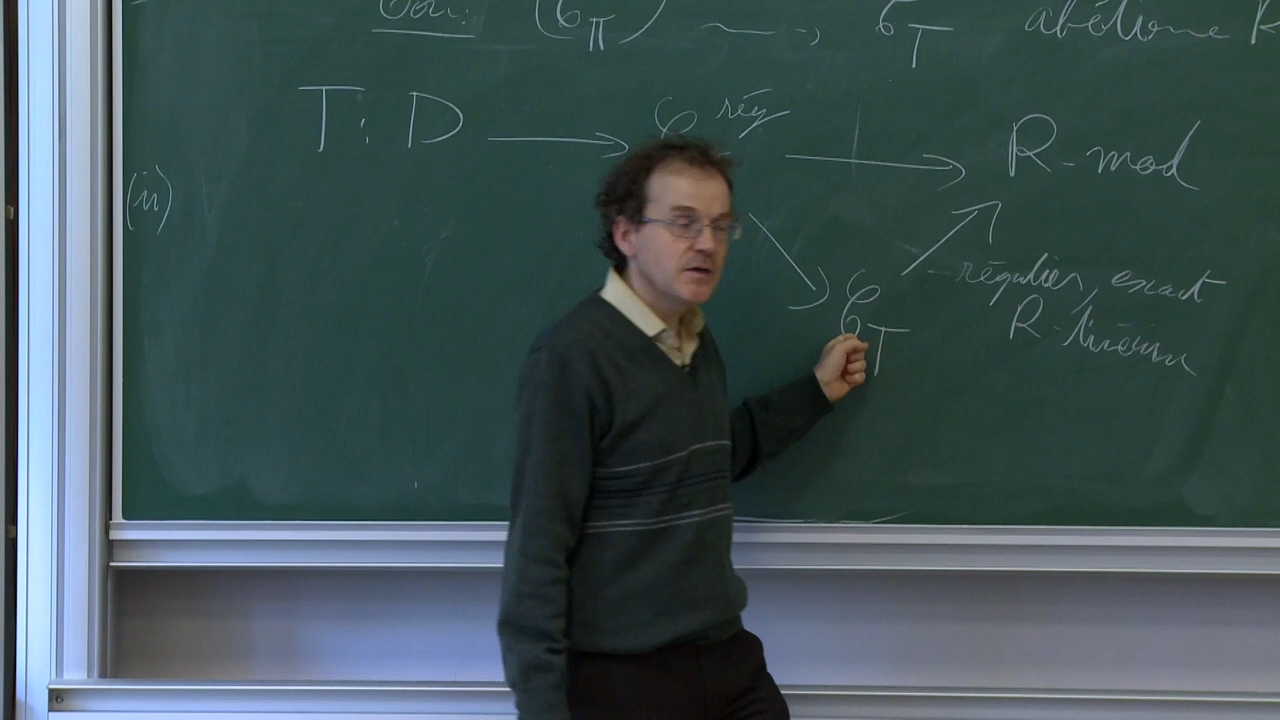 (𝒞_Π) ⇝ 𝒞_T abélienne R
T : D ⟶ 𝒞 rég ⟶ R-mod
(ii)
𝒞_T
régulier, exact
R-linéaire